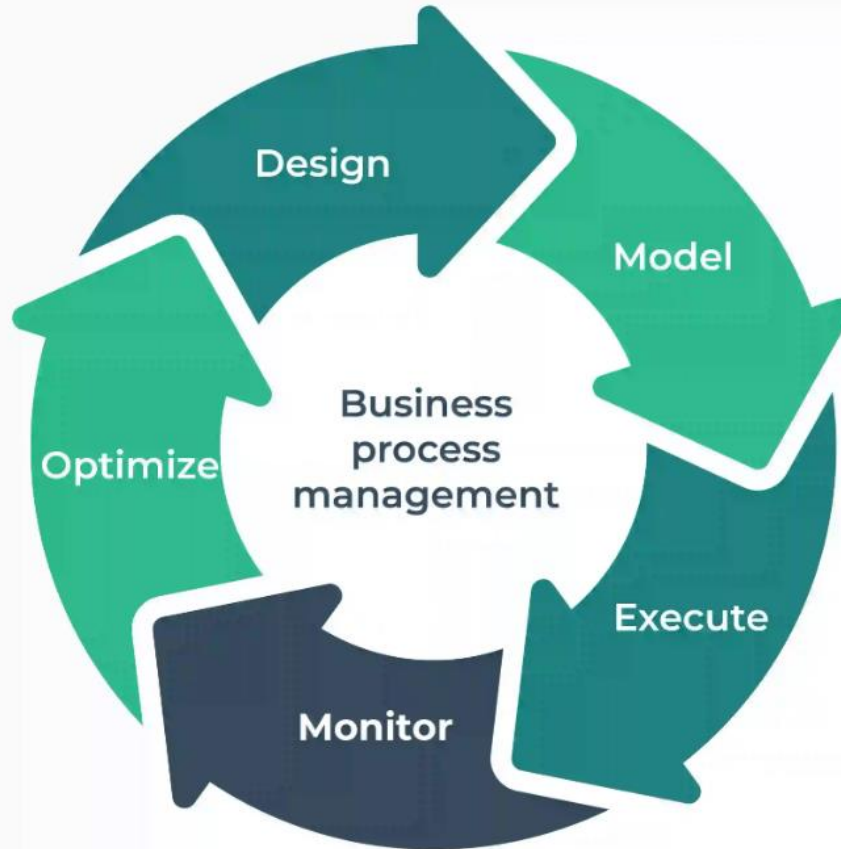 Design
Model
Execute
Monitor
Optimize
Business
process
management